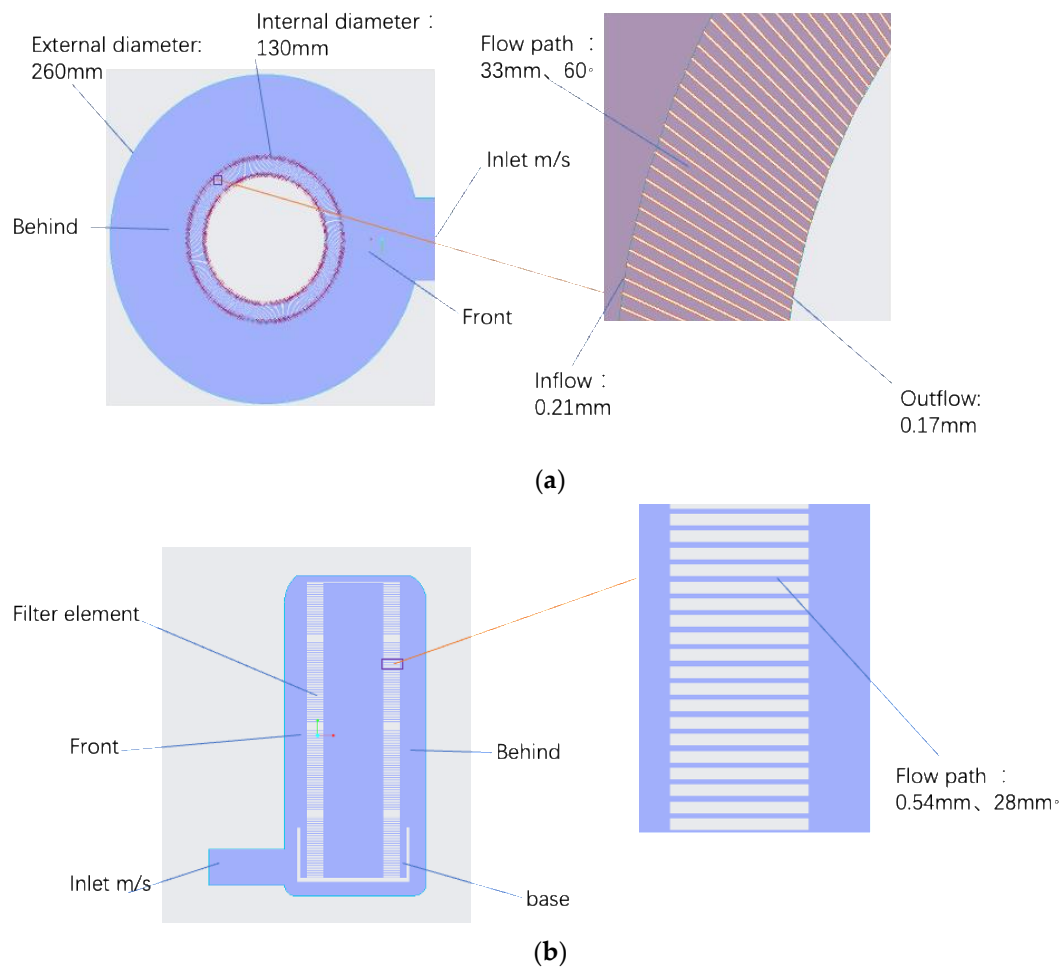 Internal diameter：
130mm
External diameter:
260mm
Flow path ：
33mm、60°
Inlet m/s
Behind
Front
Inflow：
0.21mm
Outflow:
0.17mm
(a)
Filter element
Front
Behind
Flow path ：
0.54mm、28mm°
Inlet m/s
base
(b)